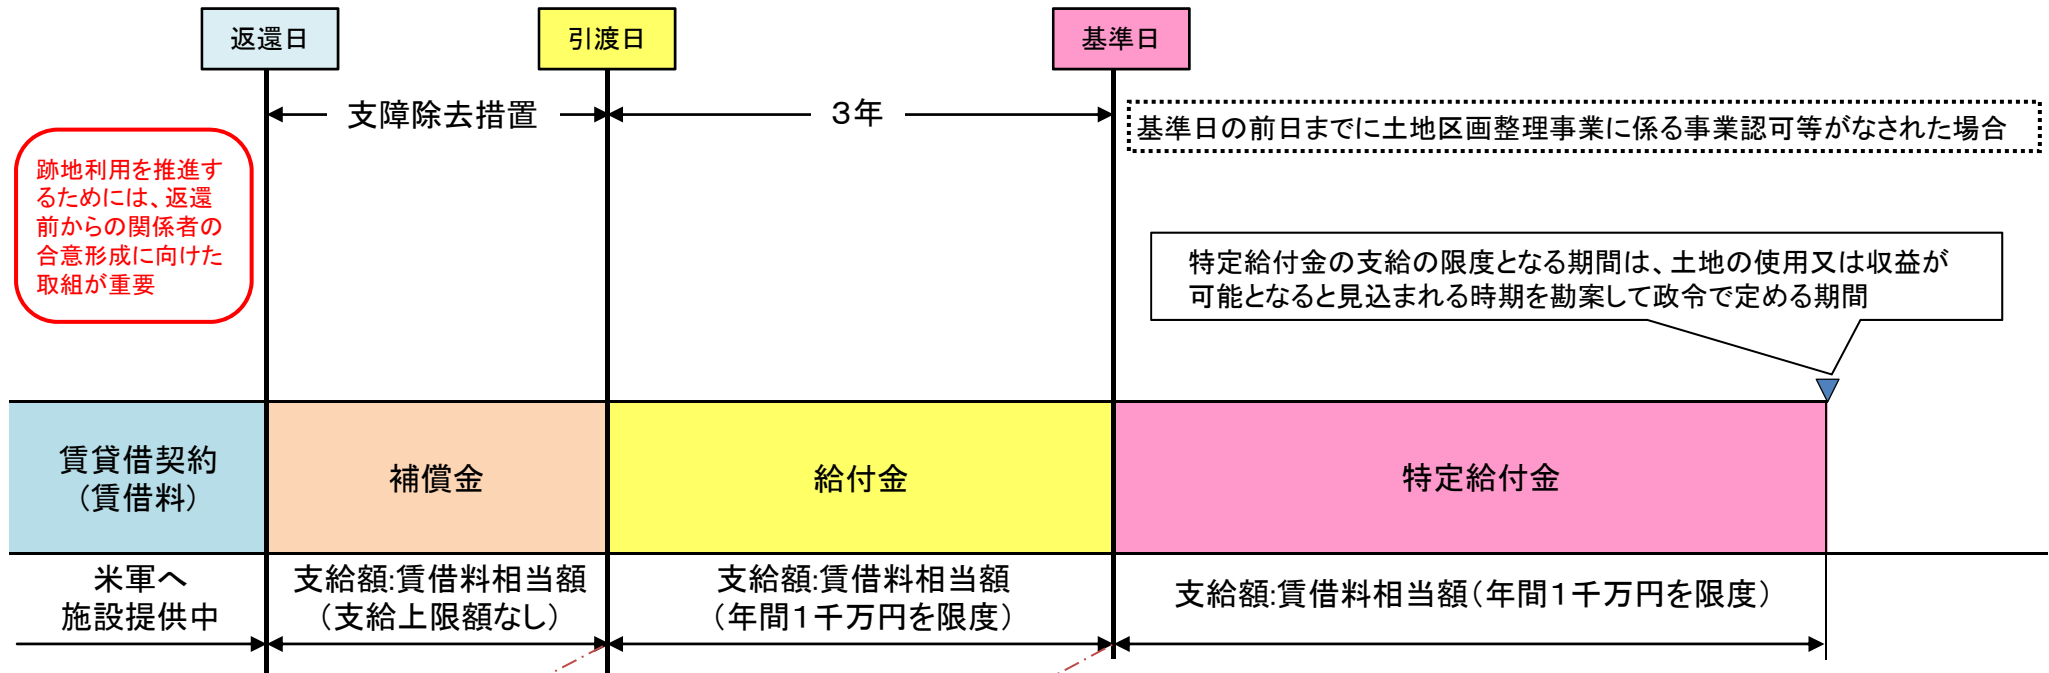 返還日
引渡日
基準日
支障除去措置
３年
基準日の前日までに土地区画整理事業に係る事業認可等がなされた場合
跡地利用を推進す
るためには、返還
前からの関係者の
合意形成に向けた
取組が重要
特定給付金の支給の限度となる期間は、土地の使用又は収益が
可能となると見込まれる時期を勘案して政令で定める期間
賃貸借契約
（賃借料）
補償金
給付金
特定給付金
米軍へ
施設提供中
支給額:賃借料相当額
（支給上限額なし）
支給額:賃借料相当額
（年間１千万円を限度）
支給額:賃借料相当額（年間１千万円を限度）